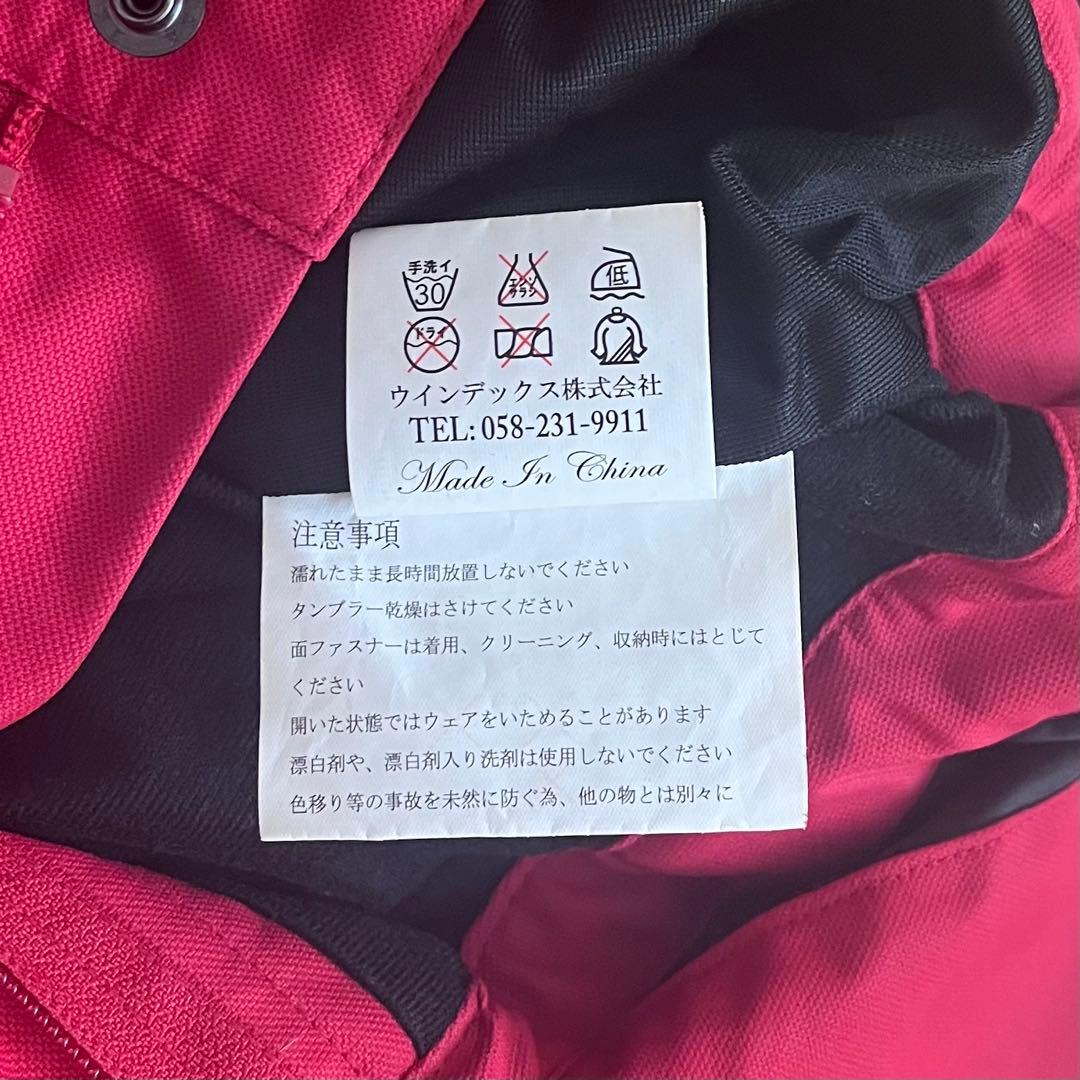 手洗イ
30
エンソ
サラシ
低
ドライ
ウインデックス株式会社
TEL: 058-231-9911
Made In China
注意事項
濡れたまま長時間放置しないでください
タンブラー乾燥はさけてください
面ファスナーは着用、クリーニング、収納時にはとじて
ください
開いた状態ではウェアをいためることがあります
漂白剤や、漂白剤入り洗剤は使用しないでください
色移り等の事故を未然に防ぐ為、他の物とは別々に